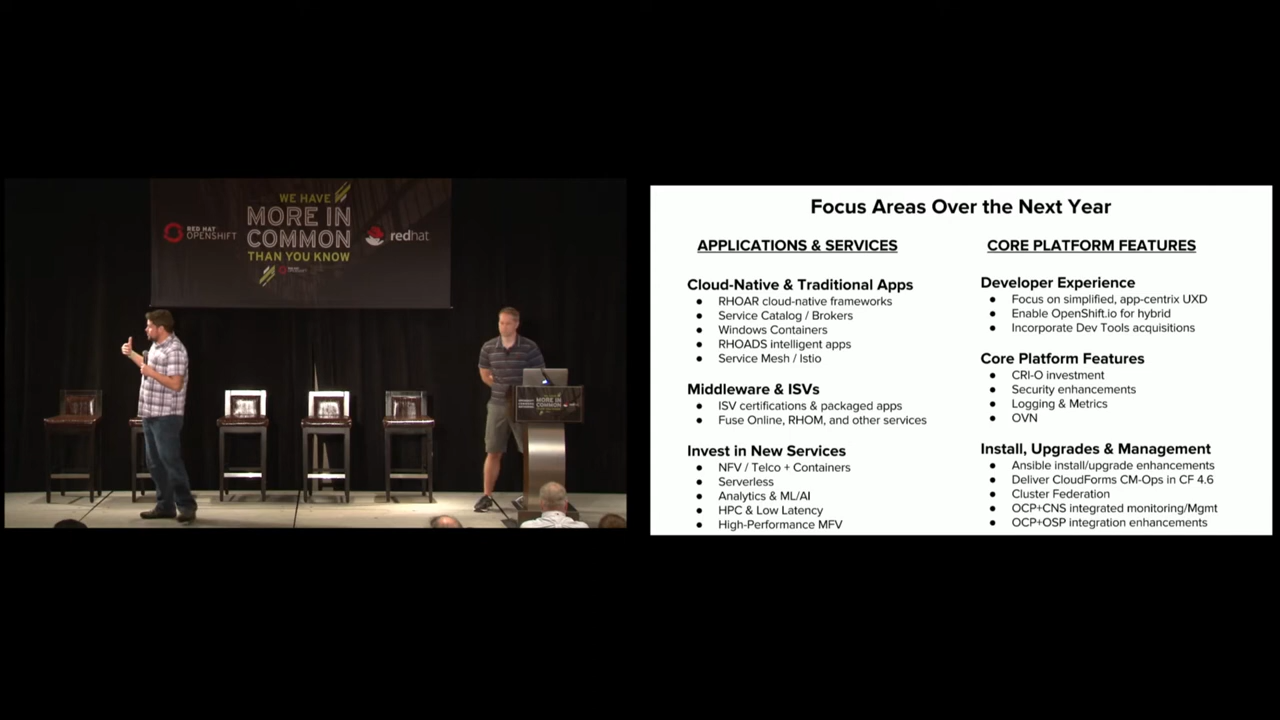 WE HAVE
MORE IN
COMMON
THAN YOU KNOW
RED HAT
OPENSHIFT
redhat
MORE IN
COMMON
Focus Areas Over the Next Year
APPLICATIONS & SERVICES
Cloud-Native & Traditional Apps
● RHOAR cloud-native frameworks
● Service Catalog / Brokers
● Windows Containers
● RHOADS intelligent apps
● Service Mesh / Istio
Middleware & ISVs
● ISV certifications & packaged apps
● Fuse Online, RHOM, and other services
Invest in New Services
● NFV / Telco + Containers
● Serverless
● Analytics & ML/AI
● HPC & Low Latency
● High-Performance MFV
CORE PLATFORM FEATURES
Developer Experience
● Focus on simplified, app-centrix UXD
● Enable OpenShift.io for hybrid
● Incorporate Dev Tools acquisitions
Core Platform Features
● CRI-O investment
● Security enhancements
● Logging & Metrics
● OVN
Install, Upgrades & Management
● Ansible install/upgrade enhancements
● Deliver CloudForms CM-Ops in CF 4.6
● Cluster Federation
● OCP+CNS integrated monitoring/Mgmt
● OCP+OSP integration enhancements